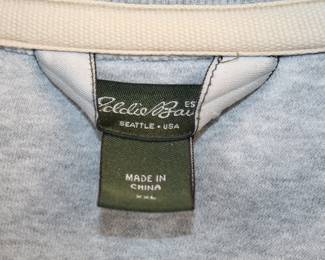 Eddie Bau
ES
SEATTLE • USA
MADE IN
CHINA